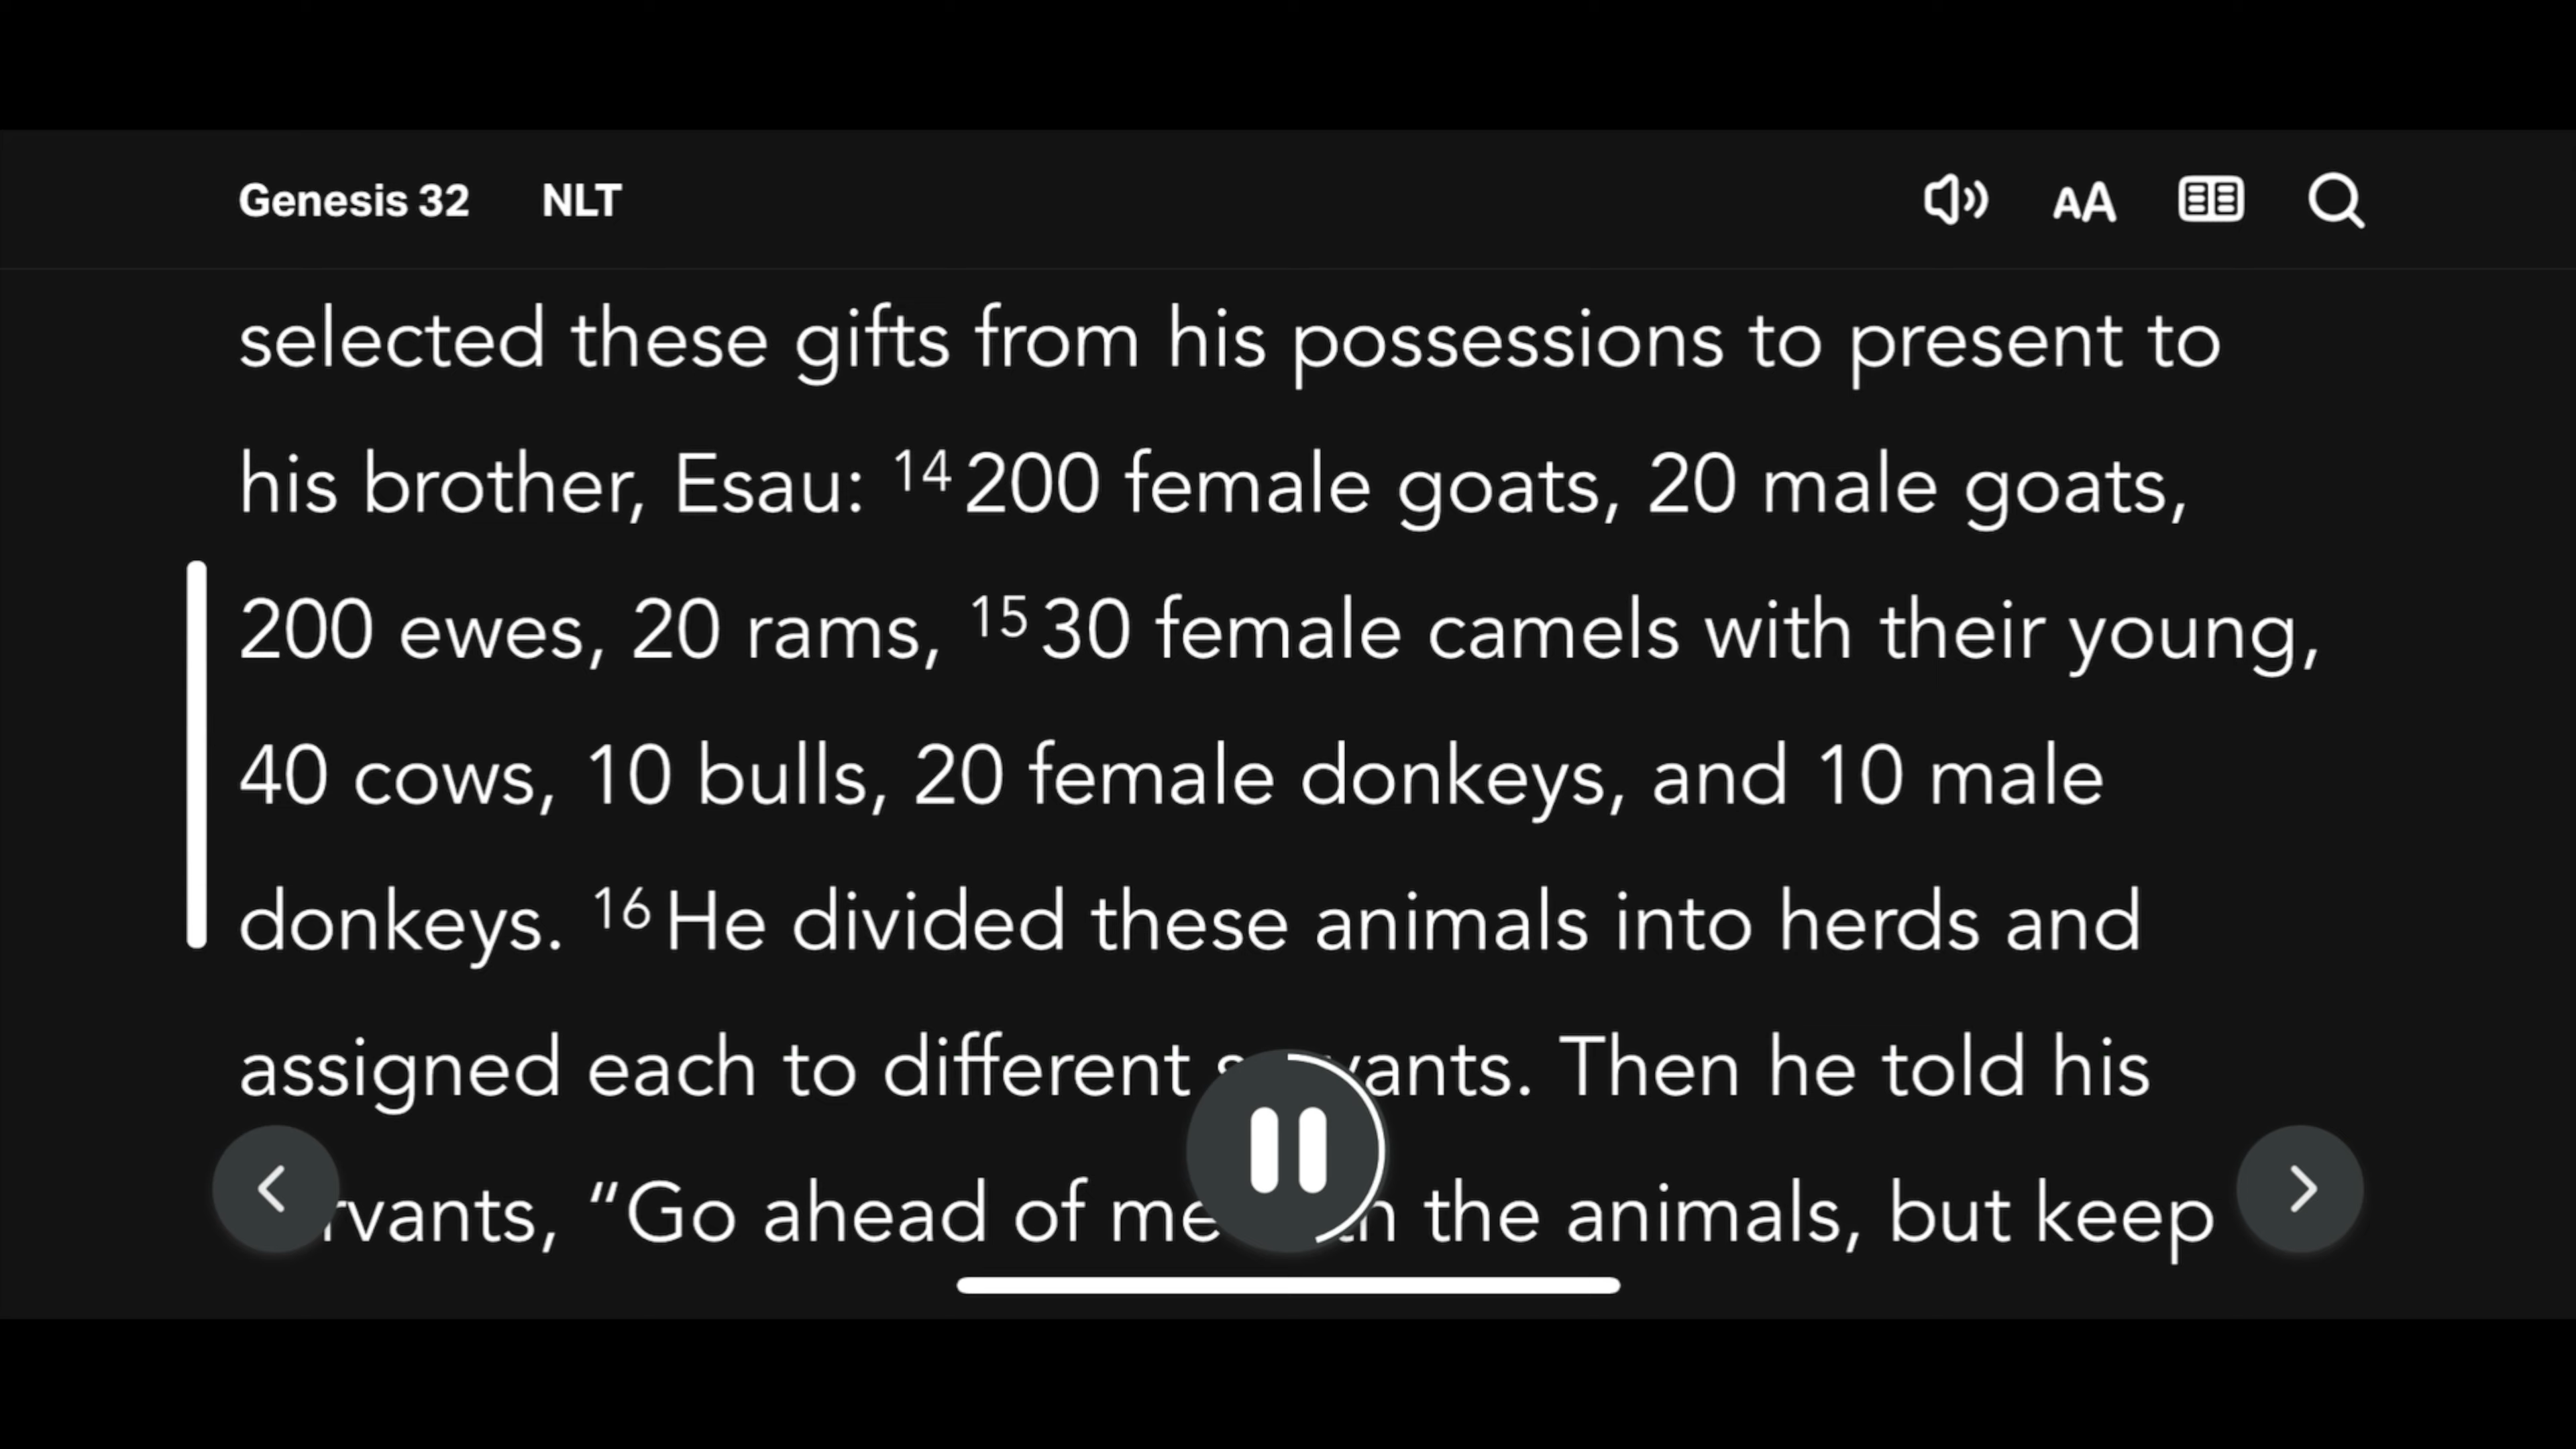 Genesis 32 NLT AA
selected these gifts from his possessions to present to
his brother, Esau: 14 200 female goats, 20 male goats,
200 ewes, 20 rams, 15 30 female camels with their young,
40 cows, 10 bulls, 20 female donkeys, and 10 male
donkeys. 16 He divided these animals into herds and
assigned each to different Then he told his
“Go ahead of me the animals, but keep